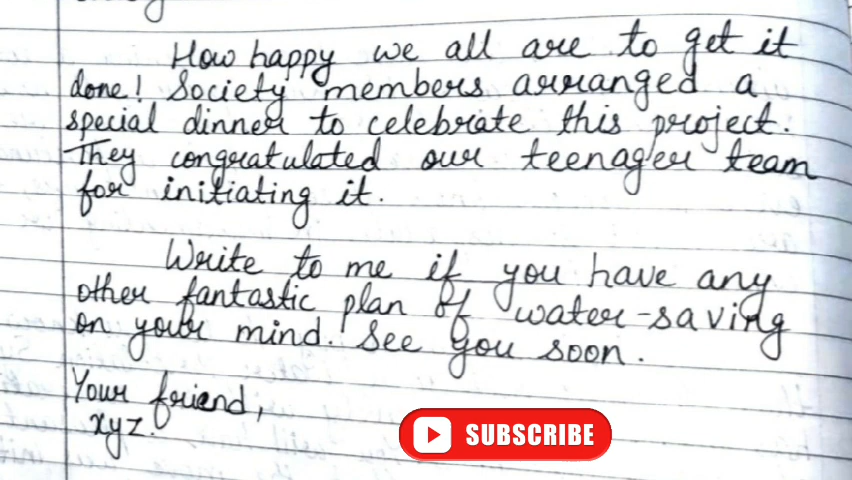 How happy we all are to get it
done! Society members arranged a
special dinner to celebrate this project.
They congratulated our teenager team
for initiating it.
Write to me if you have any
other fantastic plan of water-saving
on your mind. See you soon.
Your friend,
xyz.
SUBSCRIBE